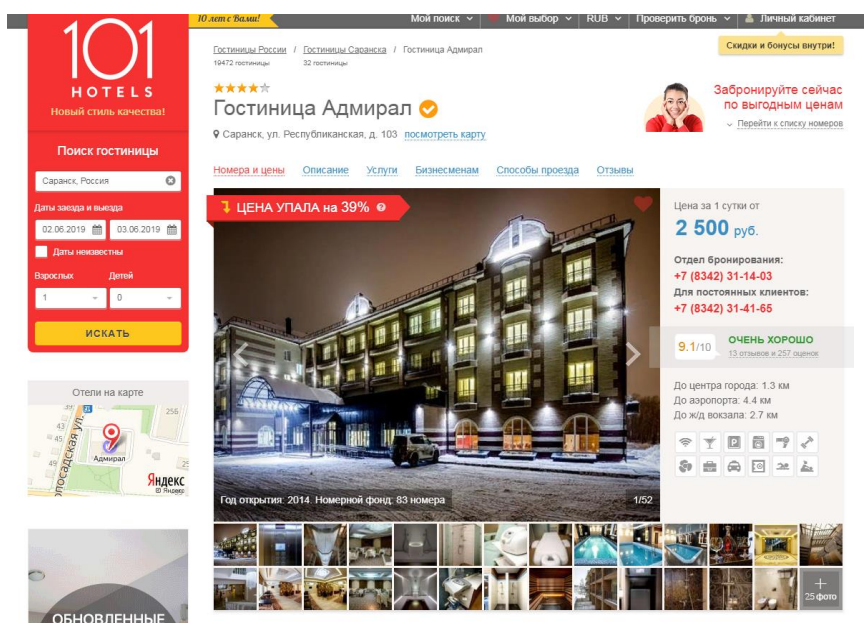 10 лет с Вами!
Мой поиск
Мой выбор
RUB
Проверить бронь
Личный кабинет
Скидки и бонусы внутри!
101
HOTELS
Новый стиль качества!
Гостиницы России / Гостиницы Саранска / Гостиница Адмирал
19472 гостиницы 32 гостиницы
Гостиница Адмирал
Саранск, ул. Республиканская, д. 103 посмотреть карту
Забронируйте сейчас
по выгодным ценам
Перейти к списку номеров
Номера и цены Описание Услуги Бизнесменам Способы проезда Отзывы
Поиск гостиницы
Саранск, Россия
Даты заезда и выезда
02.06.2019 03.06.2019
Даты неизвестны
Взрослых Детей
1 0
ИСКАТЬ
ЦЕНА УПАЛА на 39%
Год открытия: 2014. Номерной фонд: 83 номера
1/52
Цена за 1 сутки от
2 500 руб.
Отдел бронирования:
+7 (8342) 31-14-03
Для постоянных клиентов:
+7 (8342) 31-41-65
9.1/10
ОЧЕНЬ ХОРОШО
13 отзывов и 257 оценок
До центра города: 1.3 км
До аэропорта: 4.4 км
До ж/д вокзала: 2.7 км
Отели на карте
256
43
45
49
Адмирал
Яндекс
© Яндекс
25 фото
ОБНОВЛЕННЫЕ